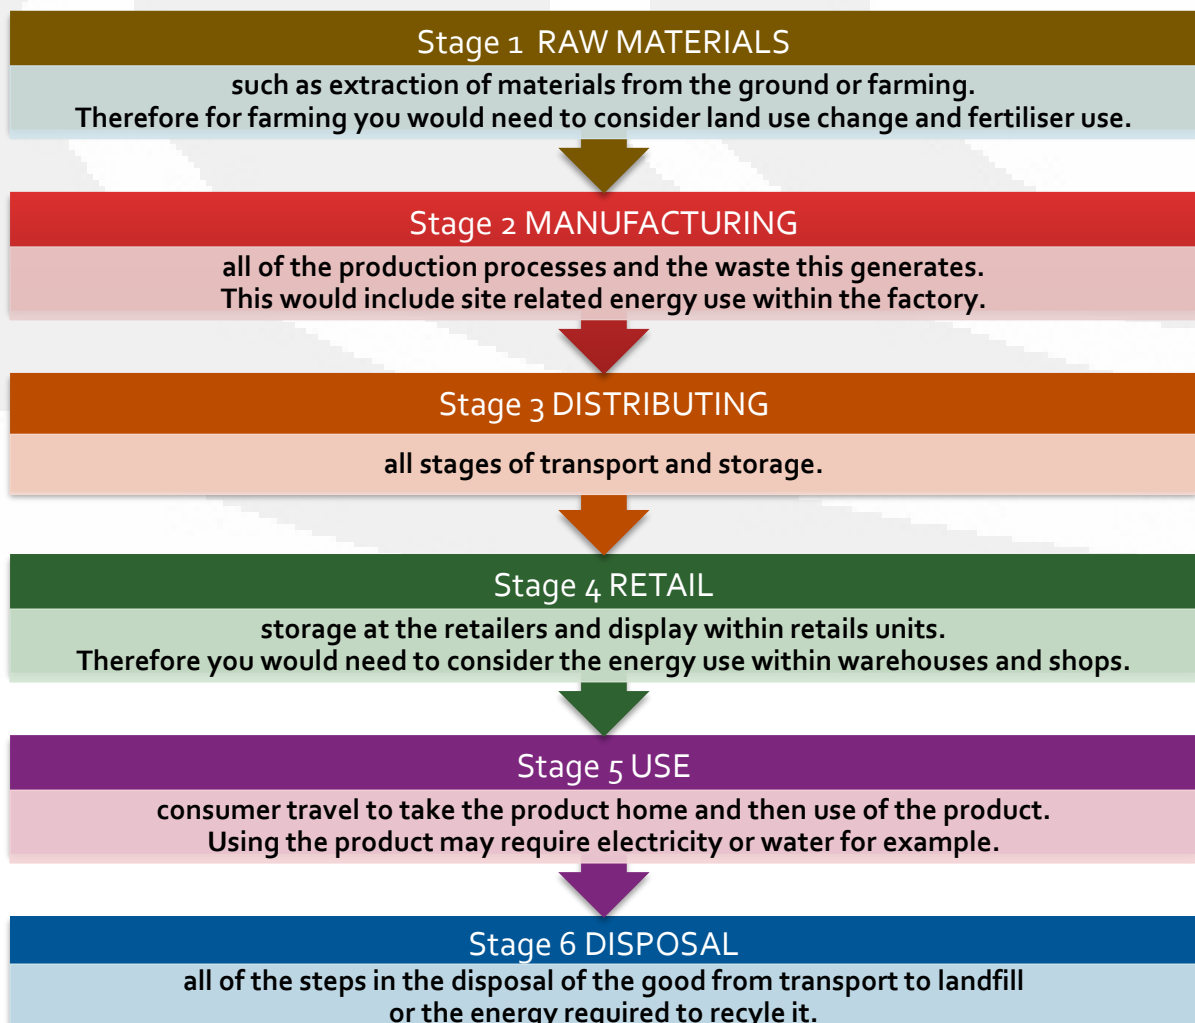 Stage 1 RAW MATERIALS
such as extraction of materials from the ground or farming.
Therefore for farming you would need to consider land use change and fertiliser use.
Stage 2 MANUFACTURING
all of the production processes and the waste this generates.
This would include site related energy use within the factory.
Stage 3 DISTRIBUTING
all stages of transport and storage.
Stage 4 RETAIL
storage at the retailers and display within retails units.
Therefore you would need to consider the energy use within warehouses and shops.
Stage 5 USE
consumer travel to take the product home and then use of the product.
Using the product may require electricity or water for example.
Stage 6 DISPOSAL
all of the steps in the disposal of the good from transport to landfill
or the energy required to recyle it.